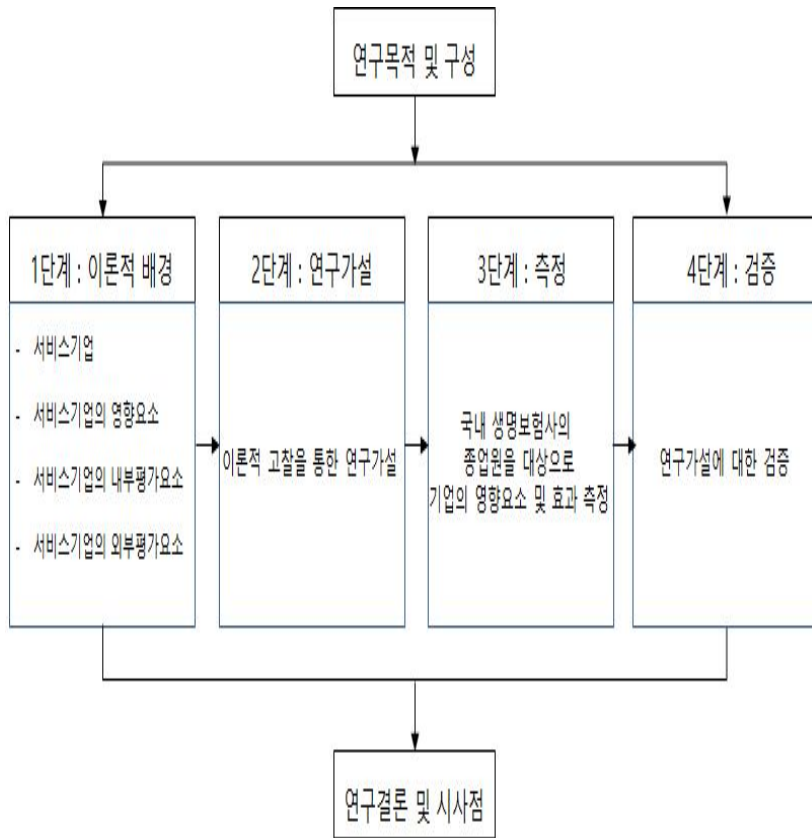 연구목적 및 구성
1단계 : 이론적 배경
- 서비스기업
- 서비스기업의 영향요소
- 서비스기업의 내부평가요소
- 서비스기업의 외부평가요소
2단계 : 연구가설
이론적 고찰을 통한 연구가설
3단계 : 측정
국내 생명보험사의
종업원을 대상으로
기업의 영향요소 및 효과 측정
4단계 : 검증
연구가설에 대한 검증
연구결론 및 시사점